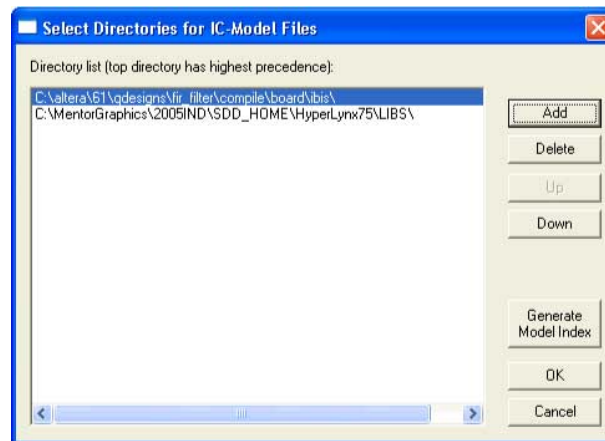 Select Directories for IC-Model Files
Directory list (top directory has highest precedence):
C:\altera\61\qdesigns\fir_filter\compile\board\ibis\
C:\MentorGraphics\2005IND\SDD_HOME\HyperLynx75\LIBS\
Add
Delete
Up
Down
Generate
Model Index
OK
Cancel